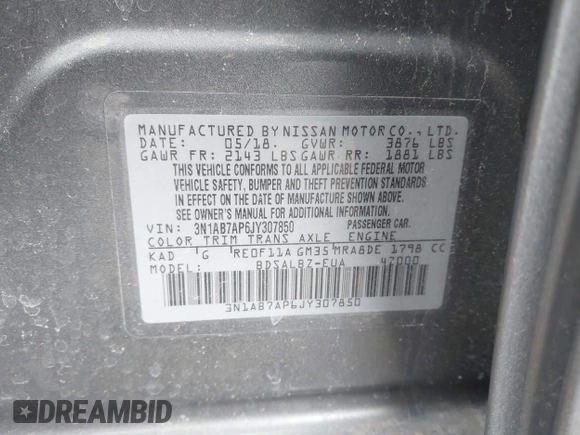 MANUFACTURED BY NISSAN MOTOR CO., LTD.
DATE: 05/18. GVWR: 3876 LBS
GAWR FR: 2143 LBS GAWR RR: 1881 LBS
THIS VEHICLE CONFORMS TO ALL APPLICABLE FEDERAL MOTOR
VEHICLE SAFETY, BUMPER AND THEFT PREVENTION STANDARDS
IN EFFECT ON THE DATE OF MANUFACTURE SHOWN ABOVE.
SEE OWNER'S MANUAL FOR ADDITIONAL INFORMATION.
VIN: 3N1AB7AP6JY307850 PASSENGER CAR.
COLOR TRIM TRANS AXLE ENGINE
KAD G RE0F11A GM35 MRA8DE 1798 CC
BDSALBZ-EUA 42000
3N1AB7AP6JY307850
DREAMBID